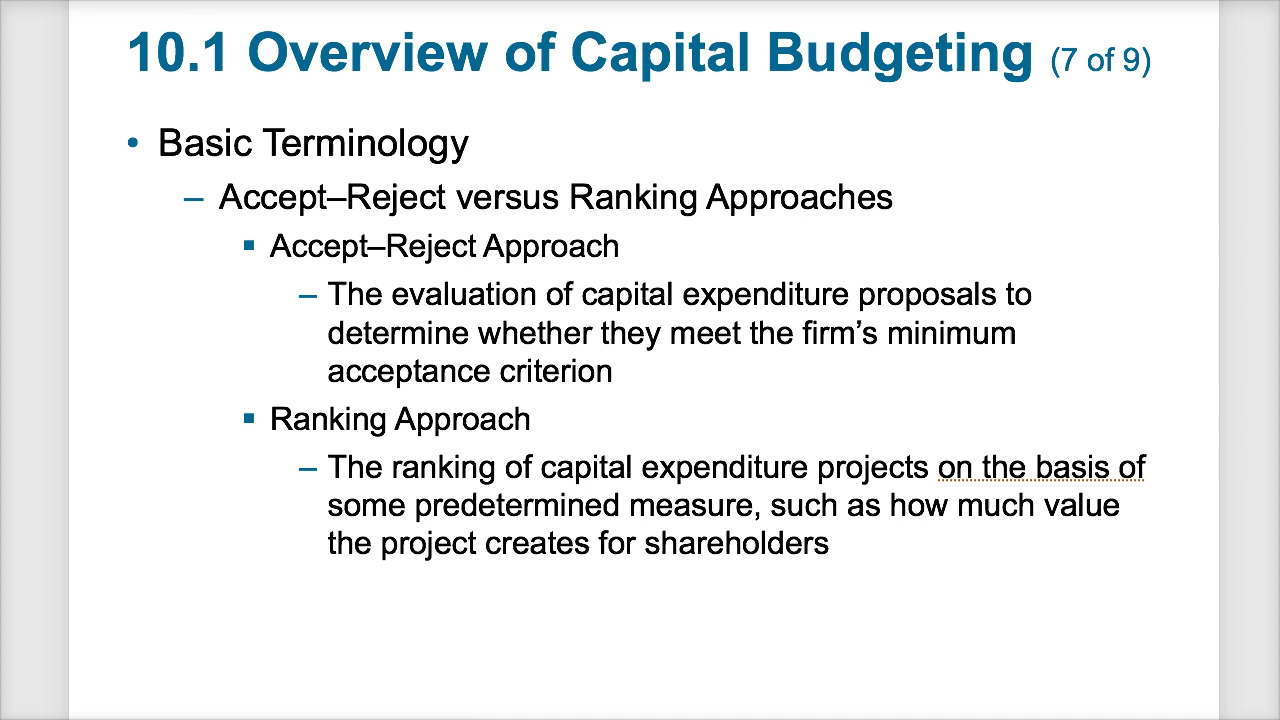 10.1 Overview of Capital Budgeting (7 of 9)
• Basic Terminology
– Accept–Reject versus Ranking Approaches
▪ Accept–Reject Approach
– The evaluation of capital expenditure proposals to
determine whether they meet the firm’s minimum
acceptance criterion
▪ Ranking Approach
– The ranking of capital expenditure projects on the basis of
some predetermined measure, such as how much value
the project creates for shareholders